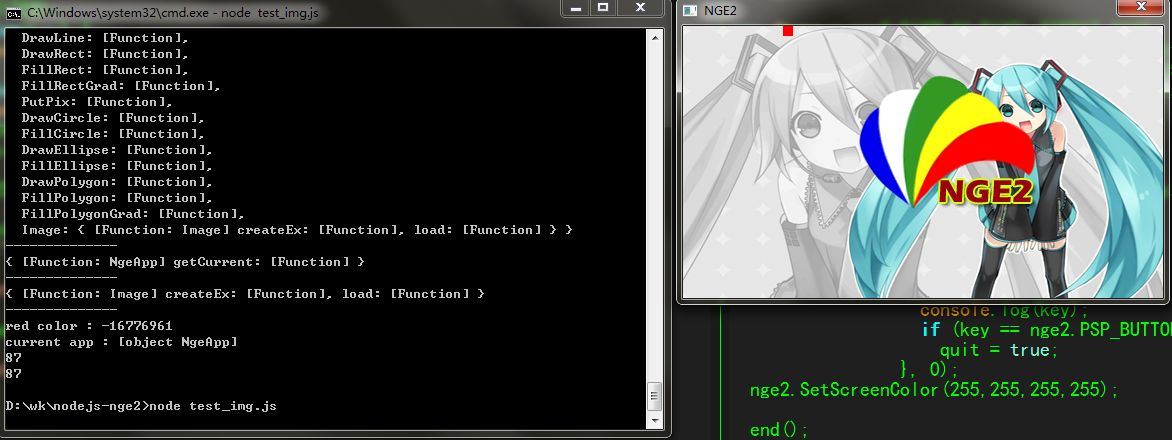 C:\Windows\system32\cmd.exe - node  test_img.js
  DrawLine: [Function],
  DrawRect: [Function],
  FillRect: [Function],
  FillRectGrad: [Function],
  PutPix: [Function],
  DrawCircle: [Function],
  FillCircle: [Function],
  DrawEllipse: [Function],
  FillEllipse: [Function],
  DrawPolygon: [Function],
  FillPolygon: [Function],
  FillPolygonGrad: [Function],
  Image: { [Function: Image] createEx: [Function], load: [Function] } }
--------------
{ [Function: NgeApp] getCurrent: [Function] }
--------------
{ [Function: Image] createEx: [Function], load: [Function] }
--------------
red color : -16776961
current app : [object NgeApp]
87
87
D:\wk\nodejs-nge2>node test_img.js
NGE2
NGE2
console.log(key);
if (key == nge2.PSP_BUTTO
quit = true;
}, 0);
nge2.SetScreenColor(255,255,255,255);
end();